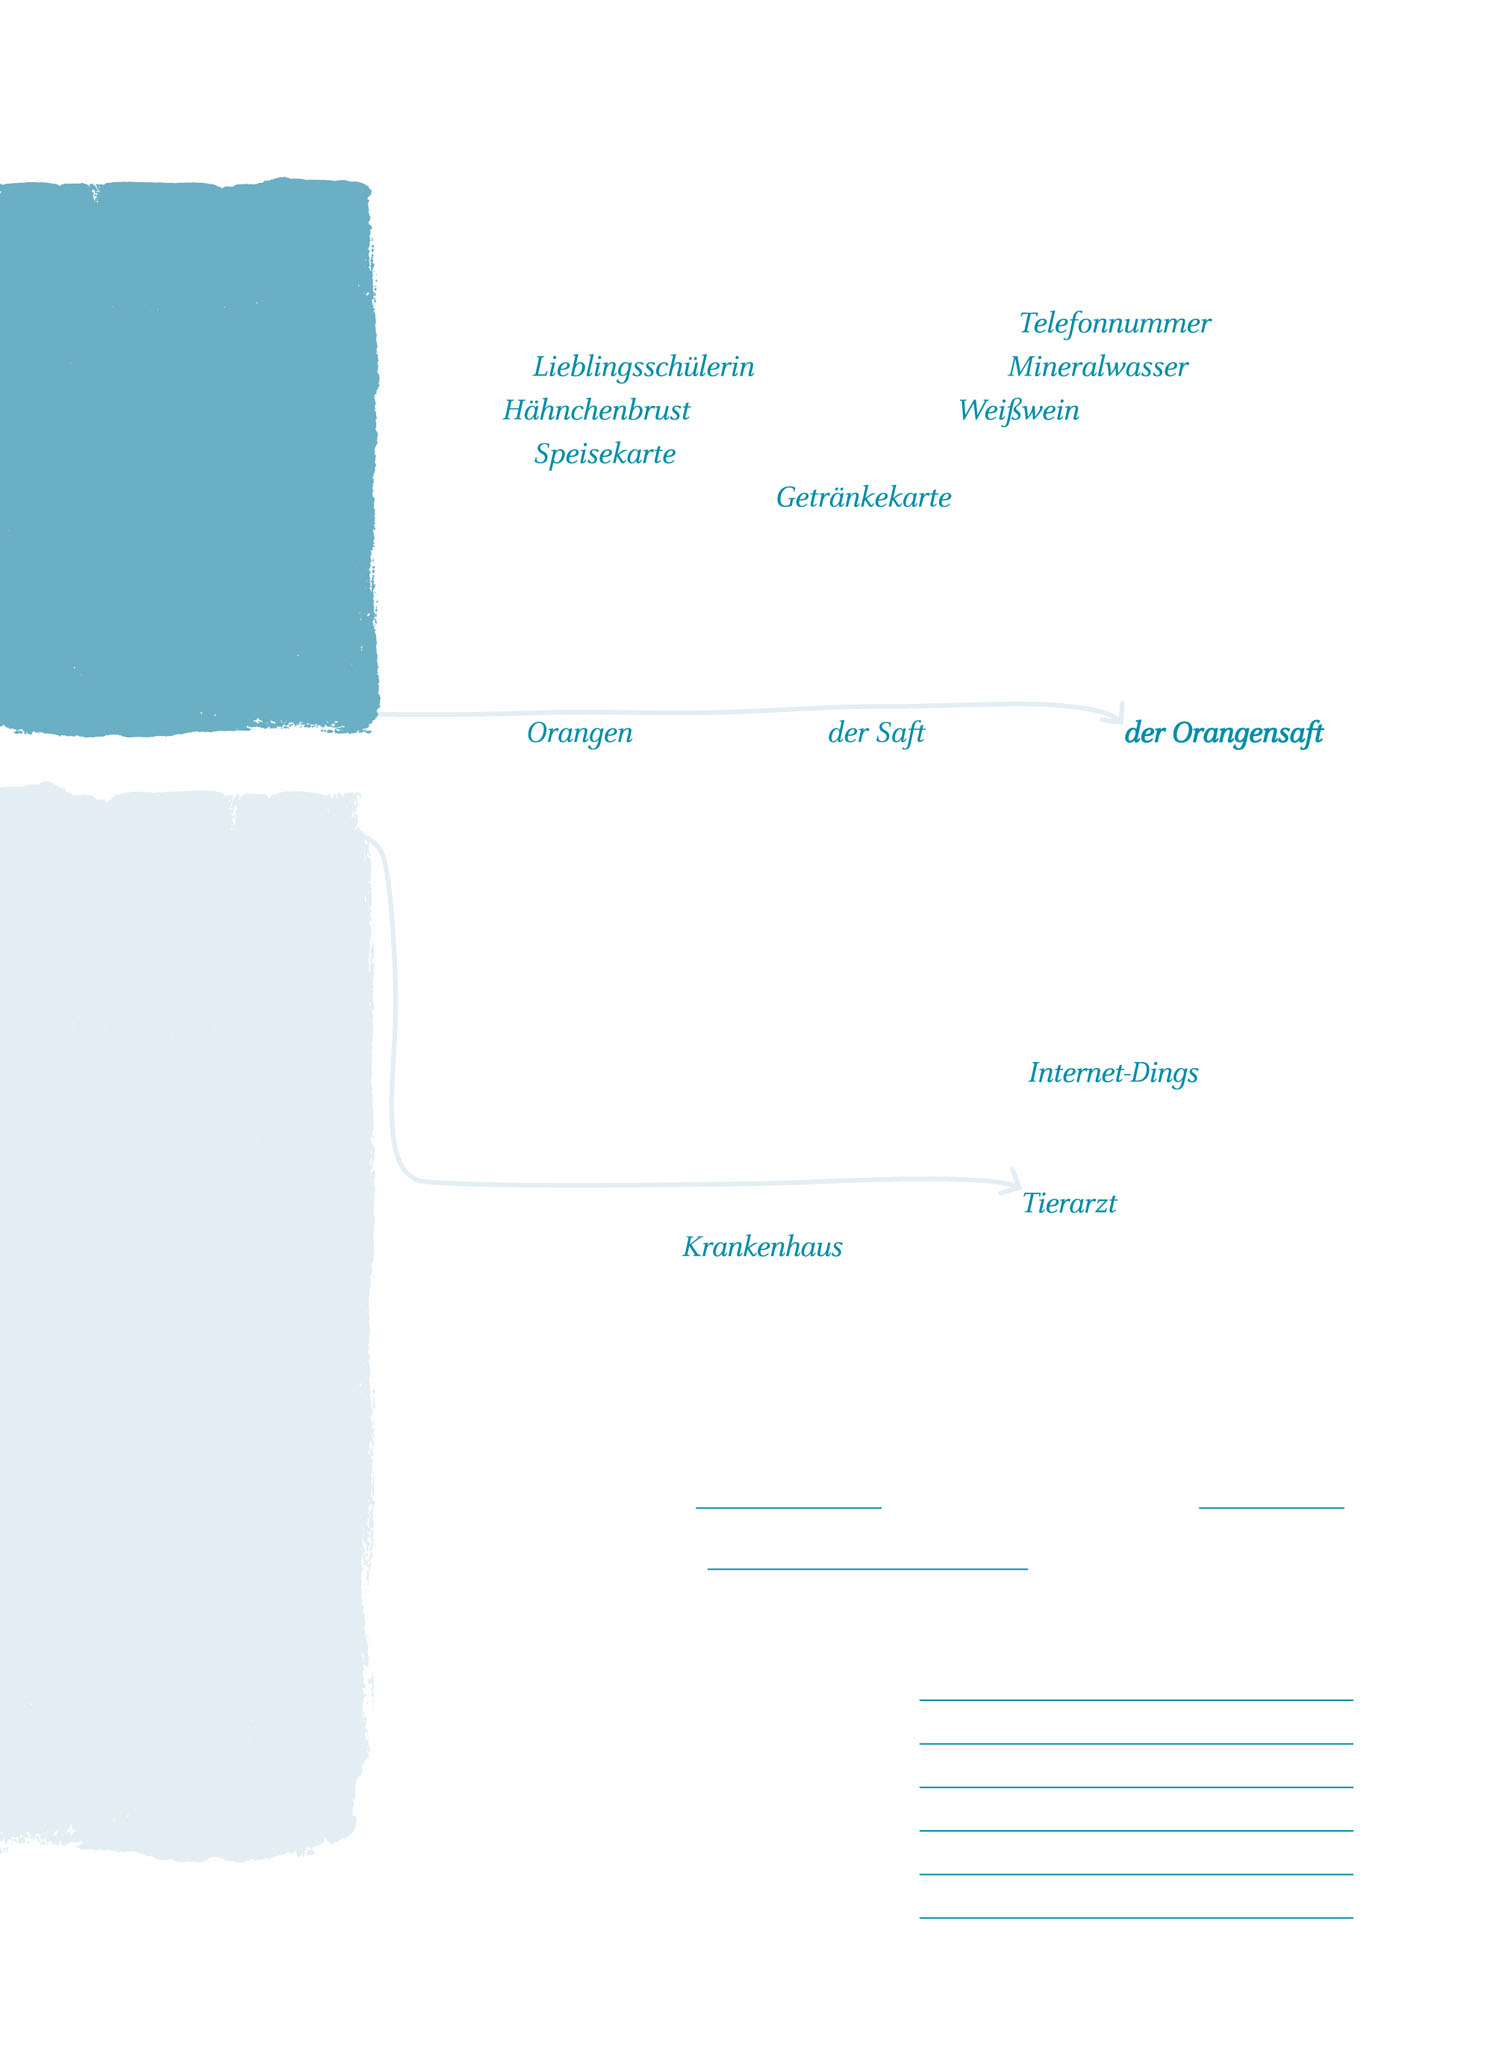 Telefonnummer
Lieblingsschülerin Mineralwasser
Hähnchenbrust Weißwein
Speisekarte
Getränkekarte
Orangen der Saft der Orangensaft
Internet-Dings
Tierarzt
Krankenhaus